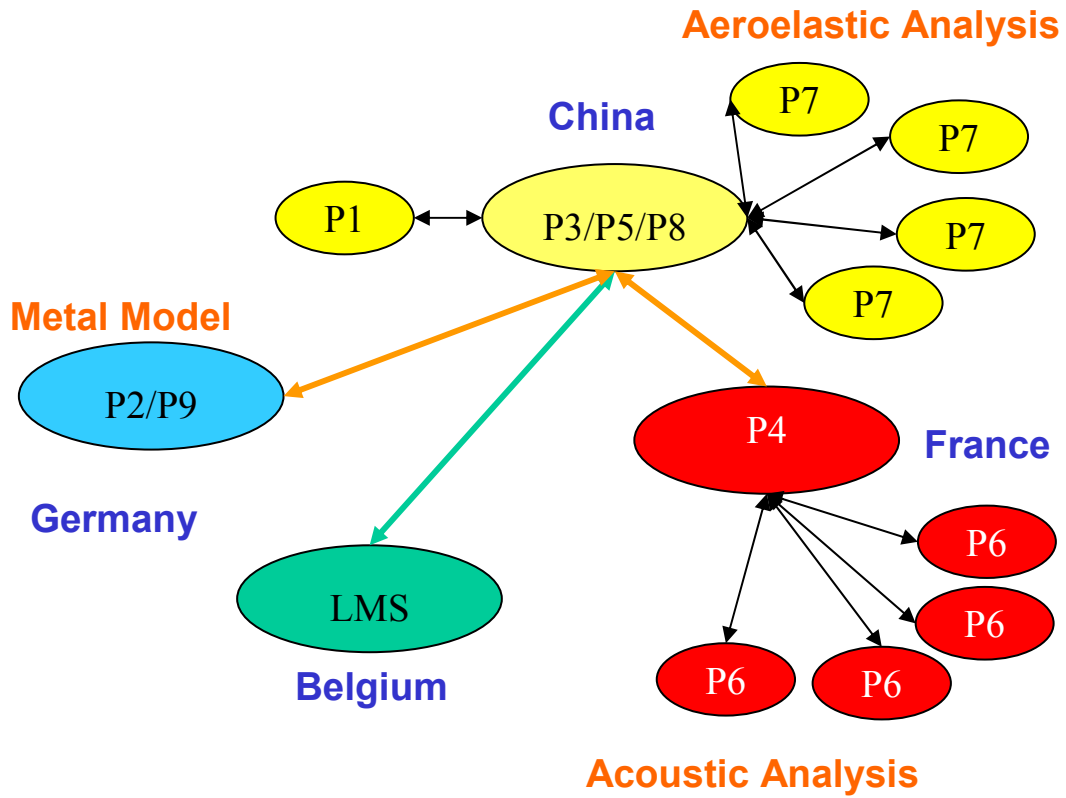 Aeroelastic Analysis
China
P7
P7
P1
P3/P5/P8
P7
P7
Metal Model
P2/P9
P4
France
Germany
P6
LMS
P6
Belgium
P6
P6
Acoustic Analysis